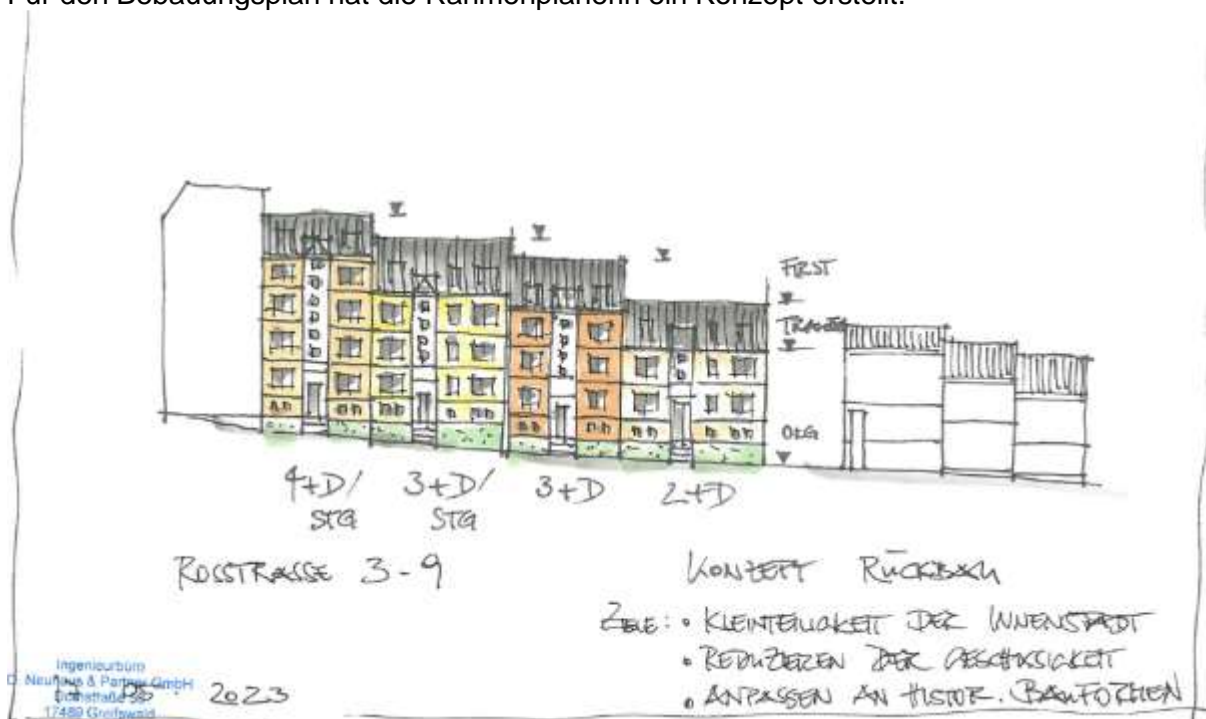 Für den Bebauungsplan hat die Rahmenplanerin ein Konzept erstellt.
FIRST
TRAUFE
OKG
4+D/ STG
3+D/ STG
3+D
2+D
ROSSTRASSE 3-9
KONZEPT RÜCKBAU
ZIELE: • KLEINTEILIGKEIT DER INNENSTADT
• REDUZIEREN DER GESCHOSSIGKEIT
• ANPASSEN AN HISTOR. BAUFORMEN
Ingenieurbüro
D. Neuhaus & Partner GmbH
2023
17489 Greifswald